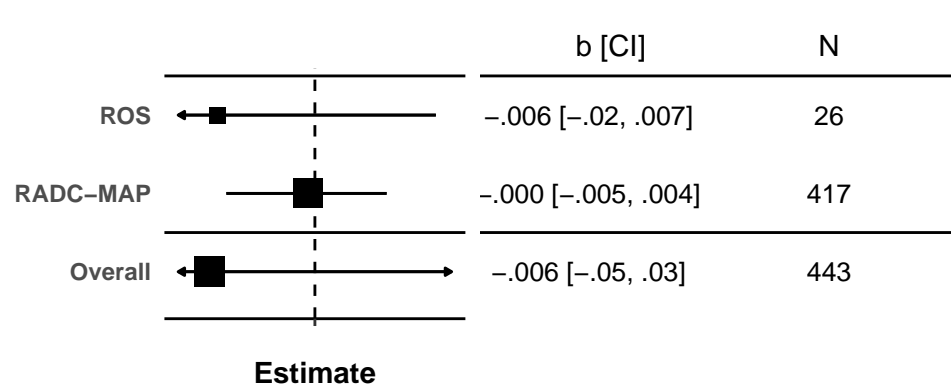 b [CI] N
ROS −.006 [−.02, .007] 26
RADC−MAP −.000 [−.005, .004] 417
Overall −.006 [−.05, .03] 443
Estimate